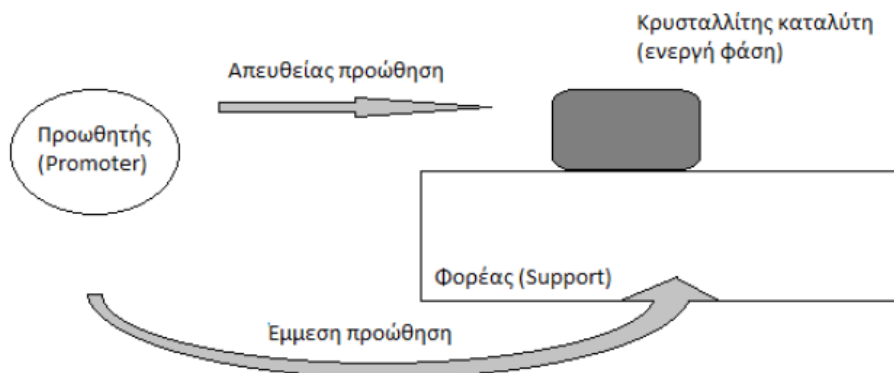 Κρυσταλλίτης καταλύτη
(ενεργή φάση)
Απευθείας προώθηση
Προωθητής
(Promoter)
Φορέας (Support)
Έμμεση προώθηση